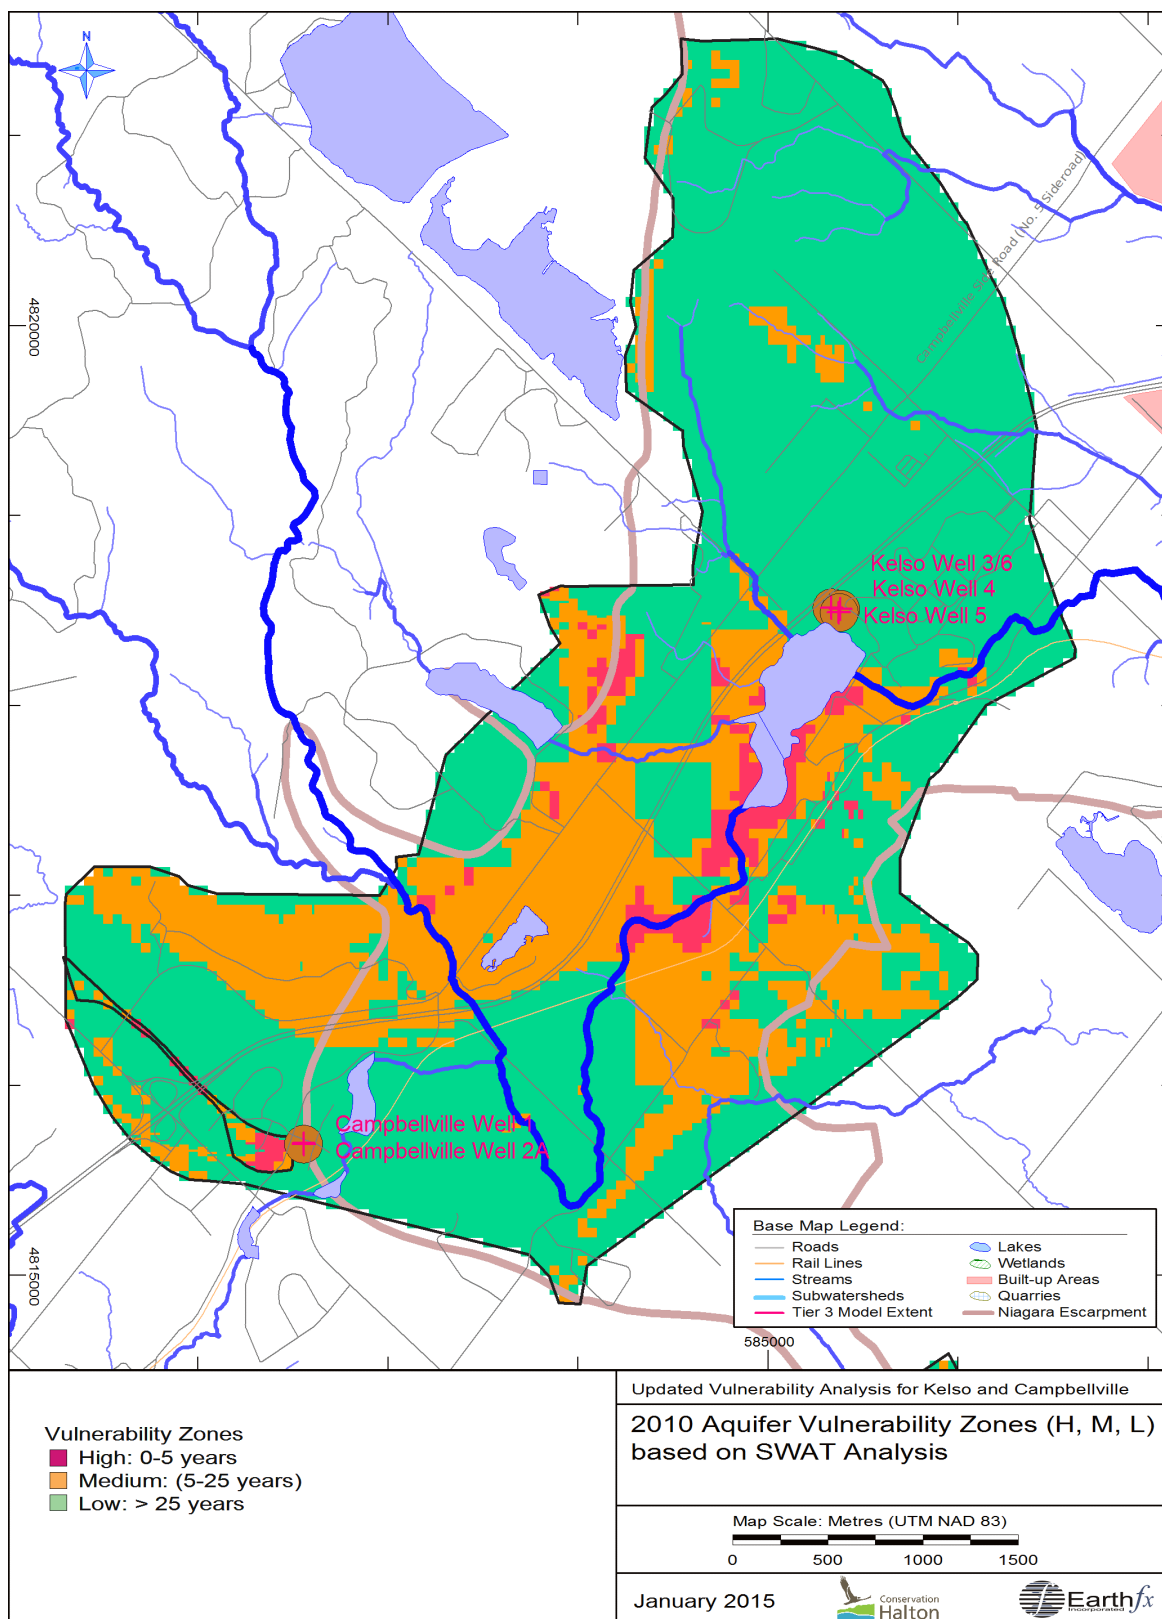 N
4820000
Campbellville Side Road (No. 5 Sideroad)
Kelso Well 3/6
Kelso Well 4
Kelso Well 5
Campbellville Well
Campbellville Well 2A
4815000
Base Map Legend:
Roads
Rail Lines
Streams
Subwatersheds
Tier 3 Model Extent
Lakes
Wetlands
Built-up Areas
Quarries
Niagara Escarpment
585000
Vulnerability Zones
High: 0-5 years
Medium: (5-25 years)
Low: > 25 years
Updated Vulnerability Analysis for Kelso and Campbellville
2010 Aquifer Vulnerability Zones (H, M, L)
based on SWAT Analysis
Map Scale: Metres (UTM NAD 83)
0 500 1000 1500
January 2015
Conservation
Halton
Earthfx
Incorporated